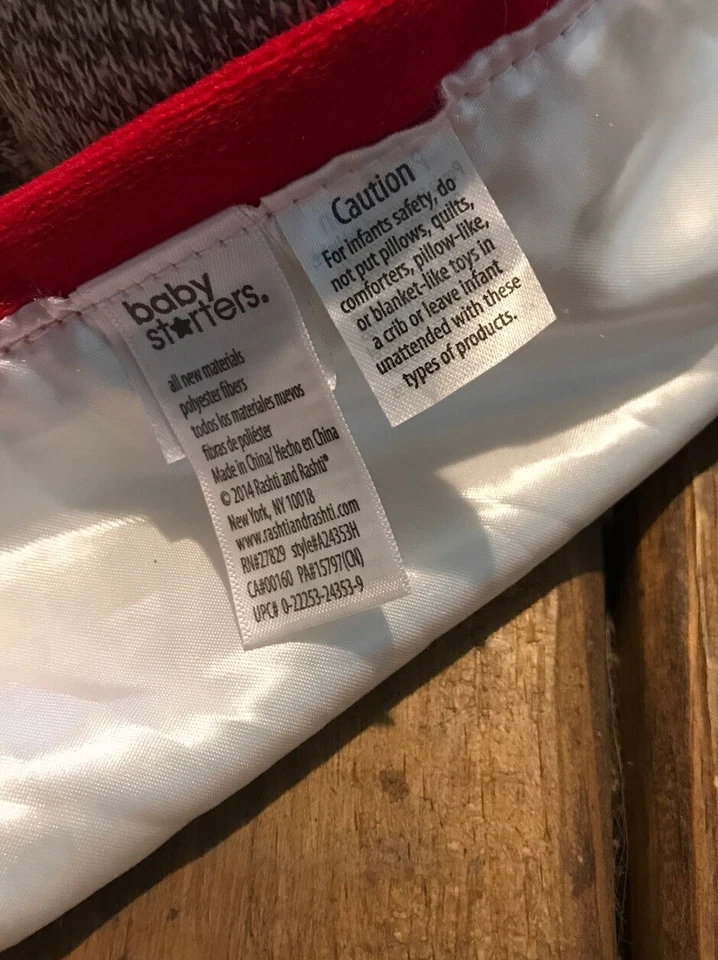 baby
starters.
all new materials
polyester fibers
todos los materiales nuevos
fibras de poliéster
Made in China/ Hecho en China
© 2014 Rashti and Rashti®
New York, NY 10018
www.rashtiandrashti.com
RN#27829 style#A24353H
CA#00160 PA#15797(CN)
UPC# 0-22253-24353-9
Caution
For infants safety, do
not put pillows, quilts,
comforters, pillow-like,
or blanket-like toys in
a crib or leave infant
unattended with these
types of products.